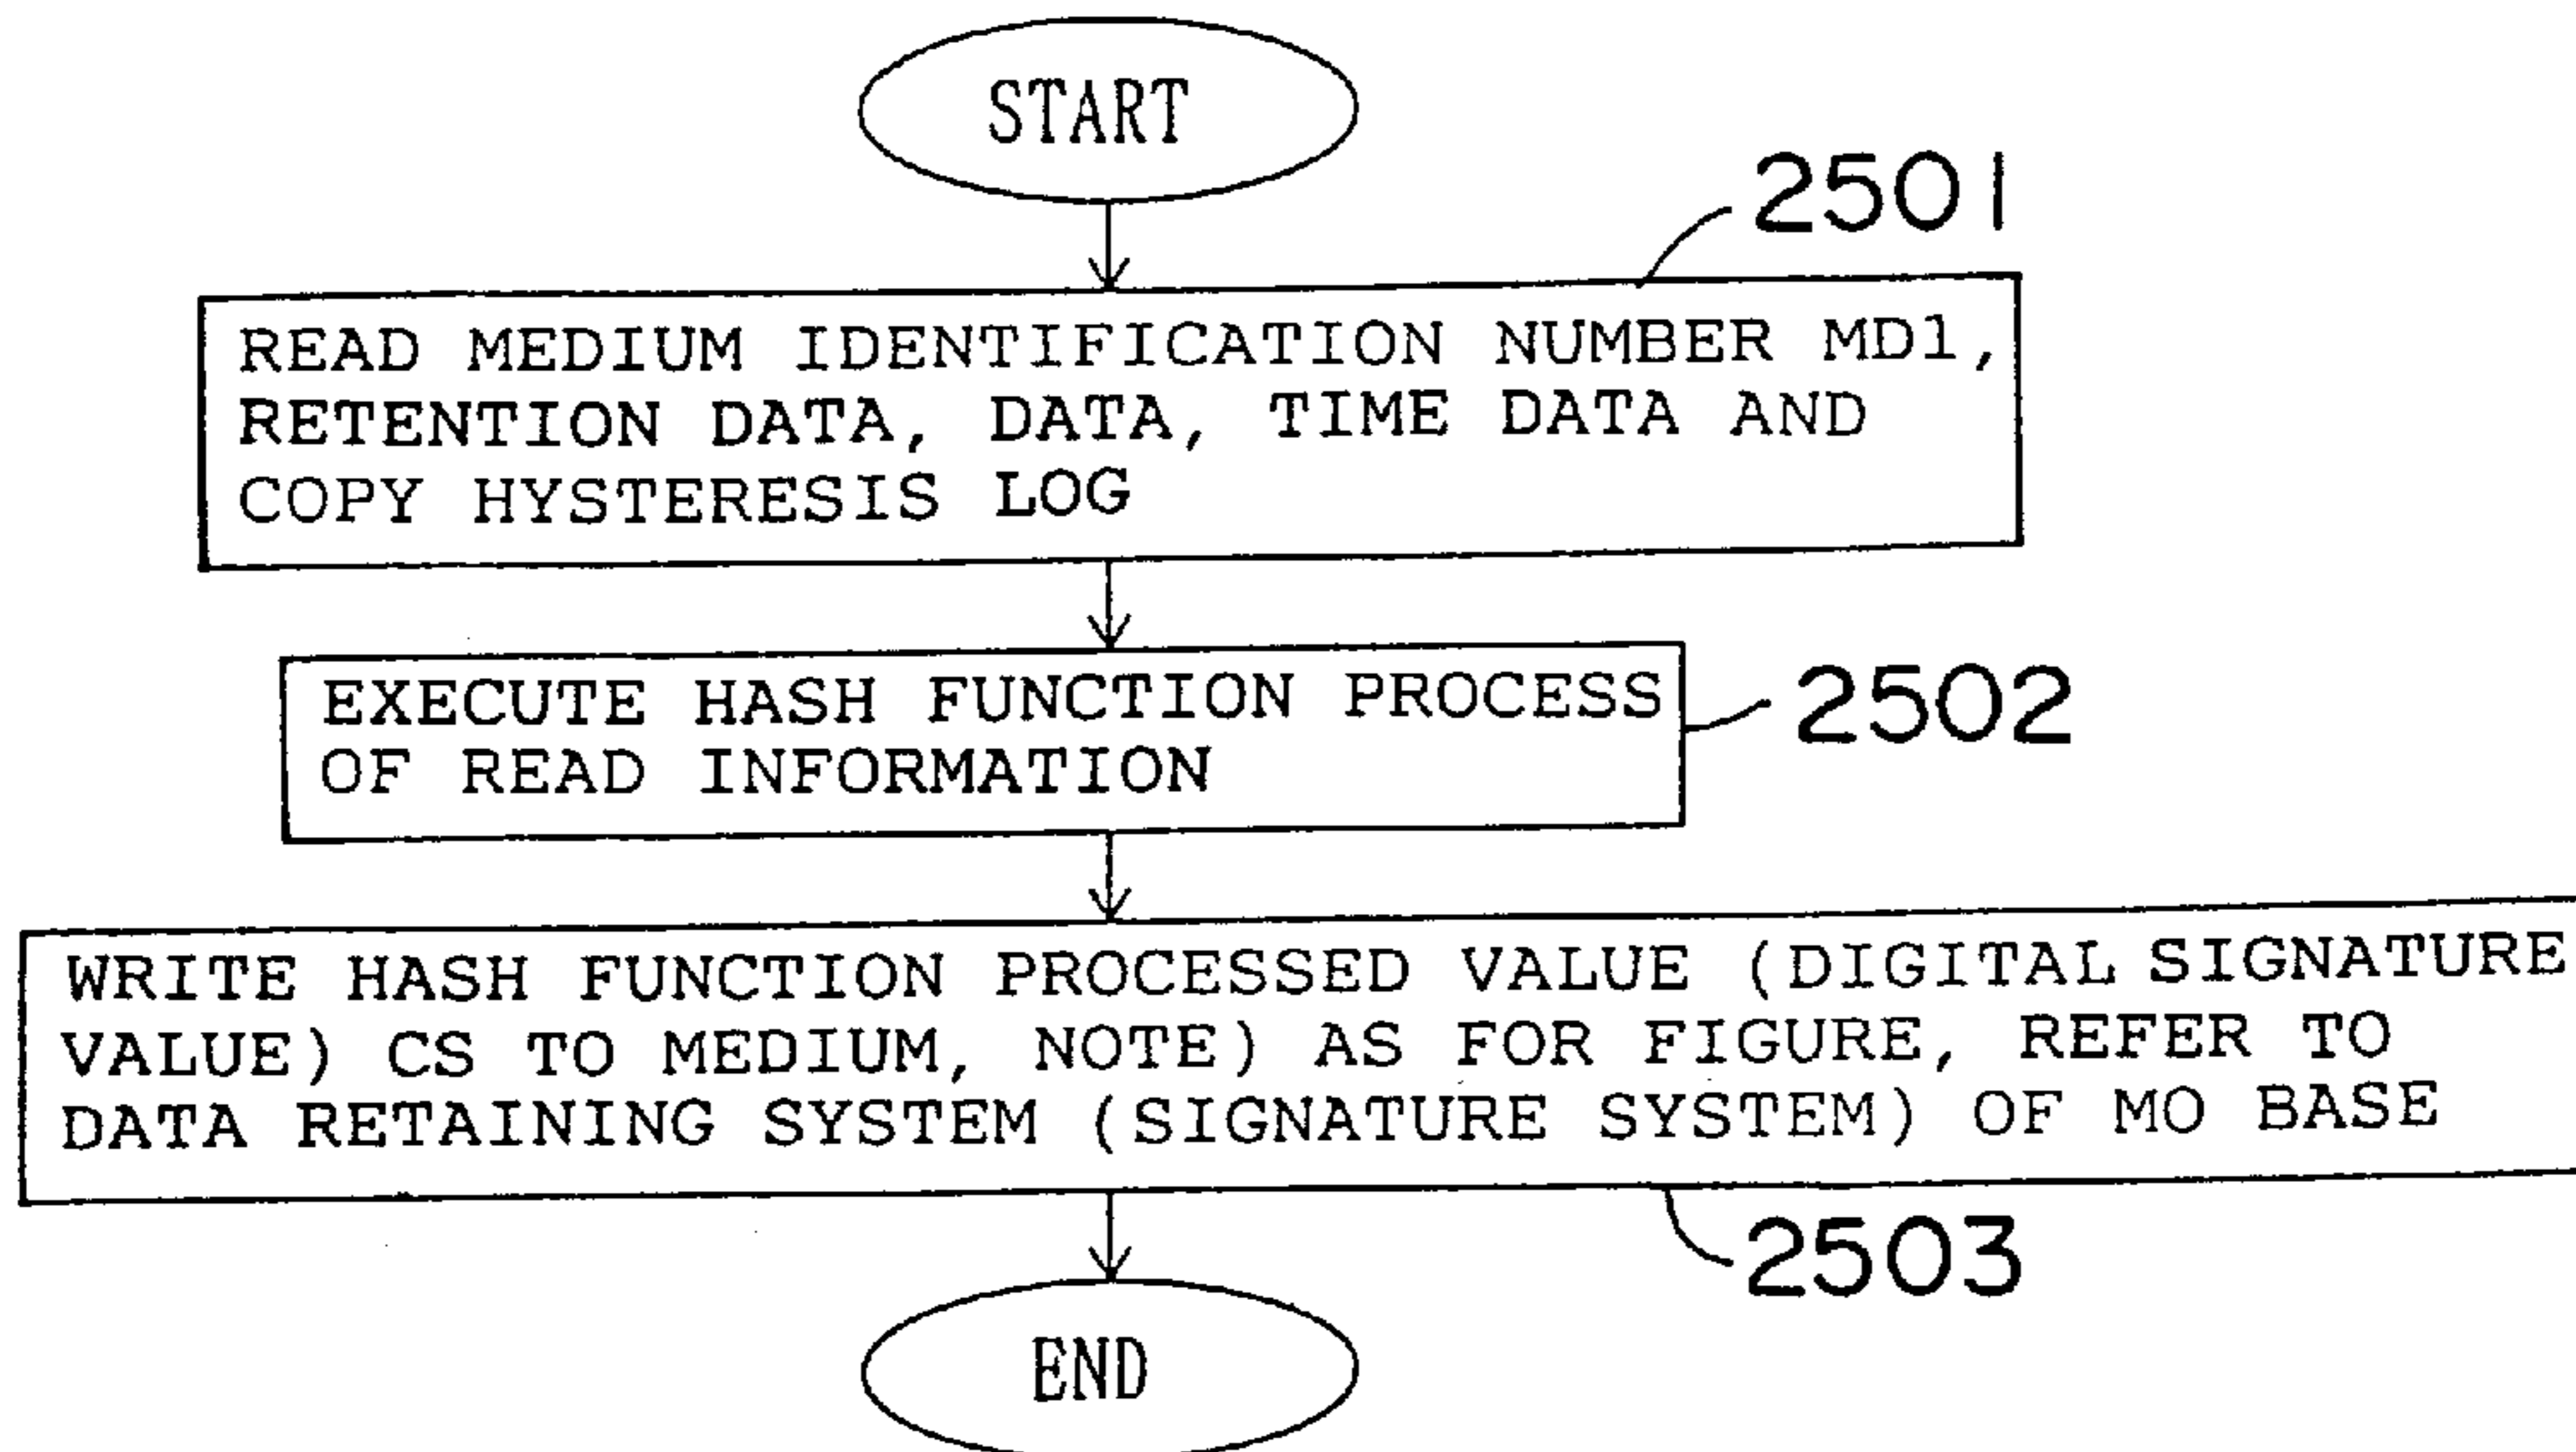 START
2501
READ MEDIUM IDENTIFICATION NUMBER MD1,
RETENTION DATA, DATA, TIME DATA AND
COPY HYSTERESIS LOG
EXECUTE HASH FUNCTION PROCESS
OF READ INFORMATION
2502
WRITE HASH FUNCTION PROCESSED VALUE (DIGITAL SIGNATURE
VALUE) CS TO MEDIUM, NOTE) AS FOR FIGURE, REFER TO
DATA RETAINING SYSTEM (SIGNATURE SYSTEM) OF MO BASE
2503
END